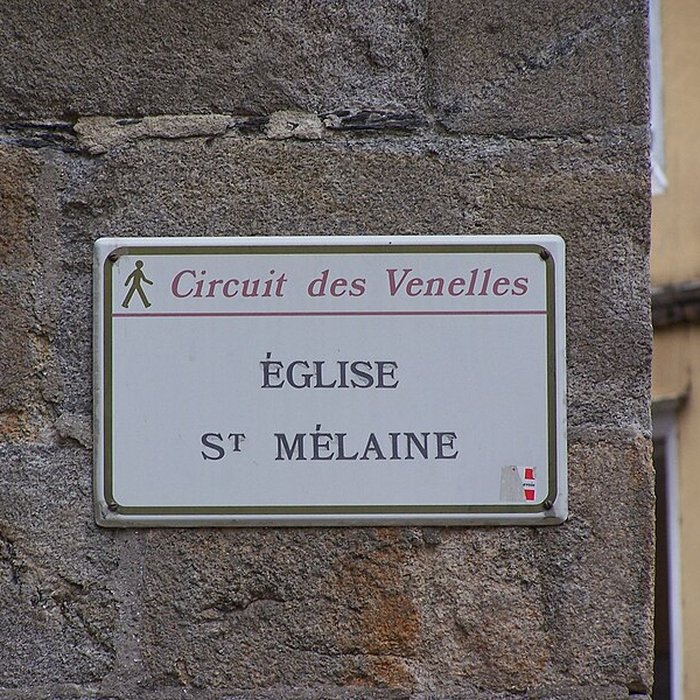 Circuit des Venelles
ÉGLISE
ST MÉLAINE